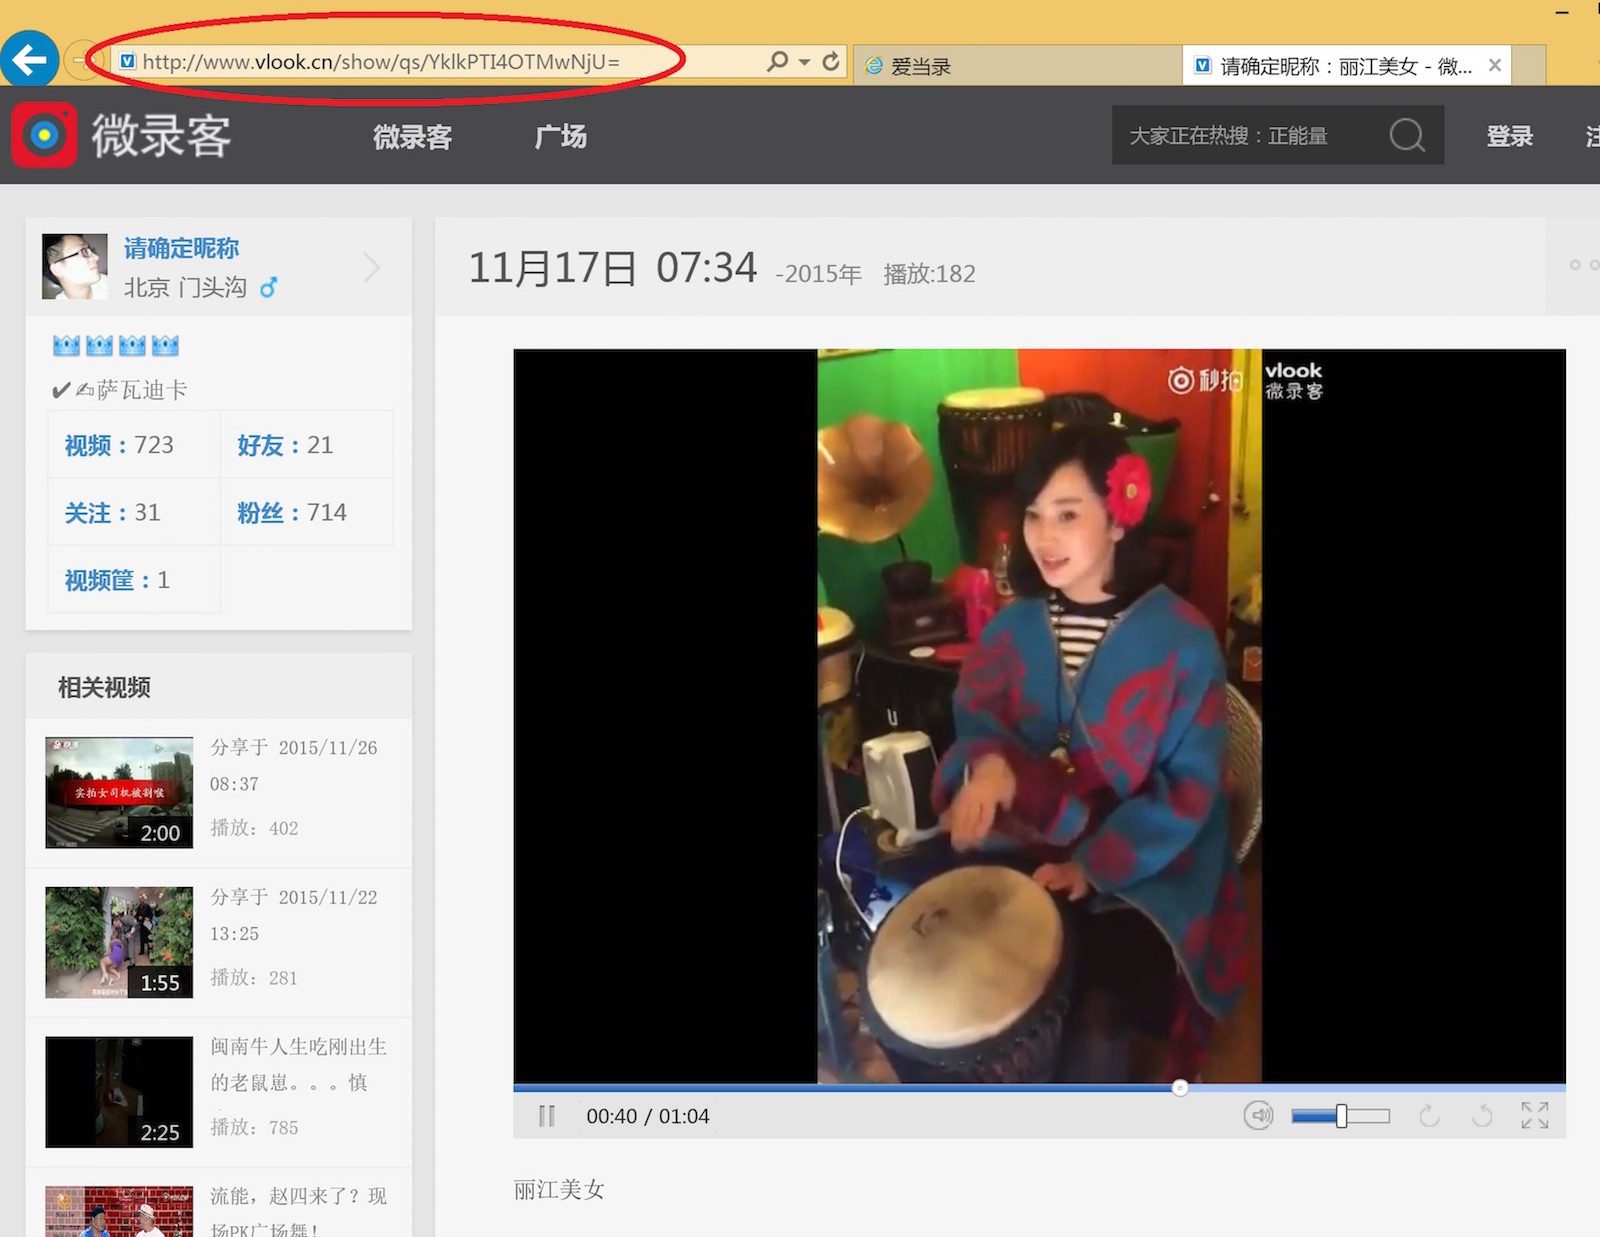 http://www.vlook.cn/show/qs/YklkPTI4OTMwNjU=
爱当录
请确定昵称：丽江美女 - 微...
微录客
微录客
广场
大家正在热搜：正能量
登录
请确定昵称
北京 门头沟 ♂
✔✍萨瓦迪卡
视频：723
好友：21
关注：31
粉丝：714
视频筐：1
11月17日 07:34 -2015年 播放:182
秒拍
vlook
微录客
00:40 / 01:04
丽江美女
相关视频
实拍女司机被割喉
2:00
分享于 2015/11/26
08:37
播放：402
1:55
分享于 2015/11/22
13:25
播放：281
2:25
闽南牛人生吃刚出生
的老鼠崽。。。慎
播放：785
流能，赵四来了？现
场PK广场舞！